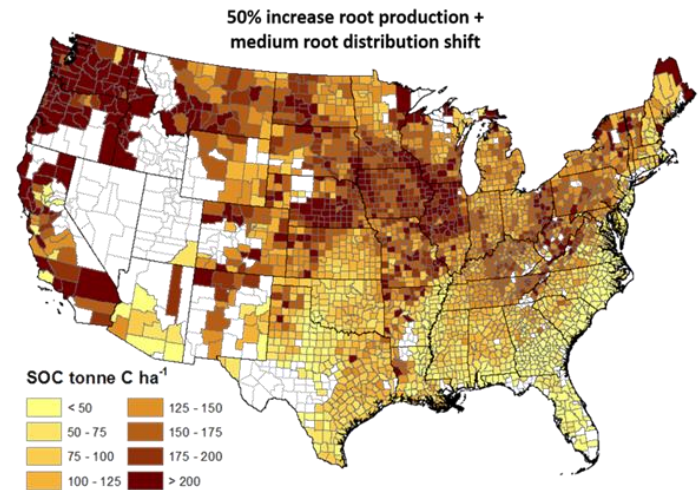 50% increase root production +
medium root distribution shift
SOC tonne C ha⁻¹
< 50
50 - 75
75 - 100
100 - 125
125 - 150
150 - 175
175 - 200
> 200